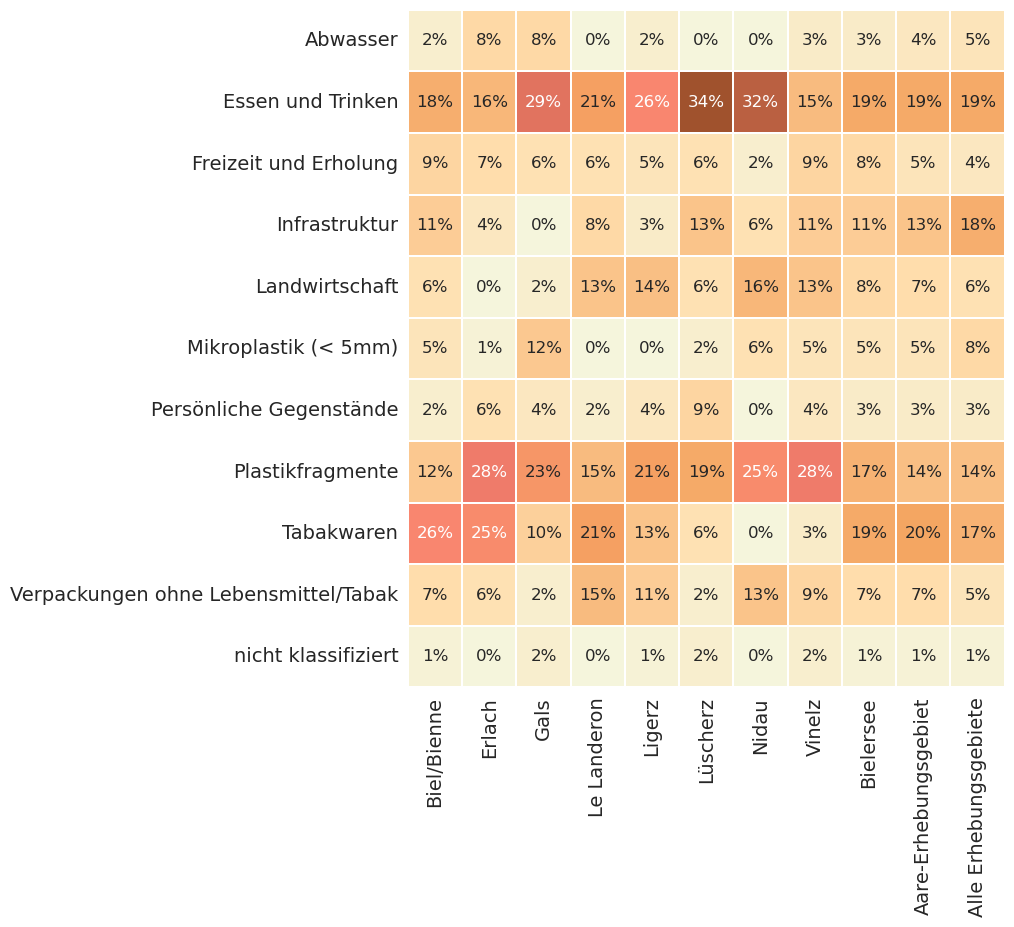 Abwasser 2% 8% 8% 0% 2% 0% 0% 3% 3% 4% 5%
Essen und Trinken 18% 16% 29% 21% 26% 34% 32% 15% 19% 19% 19%
Freizeit und Erholung 9% 7% 6% 6% 5% 6% 2% 9% 8% 5% 4%
Infrastruktur 11% 4% 0% 8% 3% 13% 6% 11% 11% 13% 18%
Landwirtschaft 6% 0% 2% 13% 14% 6% 16% 13% 8% 7% 6%
Mikroplastik (< 5mm) 5% 1% 12% 0% 0% 2% 6% 5% 5% 5% 8%
Persönliche Gegenstände 2% 6% 4% 2% 4% 9% 0% 4% 3% 3% 3%
Plastikfragmente 12% 28% 23% 15% 21% 19% 25% 28% 17% 14% 14%
Tabakwaren 26% 25% 10% 21% 13% 6% 0% 3% 19% 20% 17%
Verpackungen ohne Lebensmittel/Tabak 7% 6% 2% 15% 11% 2% 13% 9% 7% 7% 5%
nicht klassifiziert 1% 0% 2% 0% 1% 2% 0% 2% 1% 1% 1%
Biel/Bienne
Erlach
Gals
Le Landeron
Ligerz
Lüscherz
Nidau
Vinelz
Bielersee
Aare-Erhebungsgebiet
Alle Erhebungsgebiete